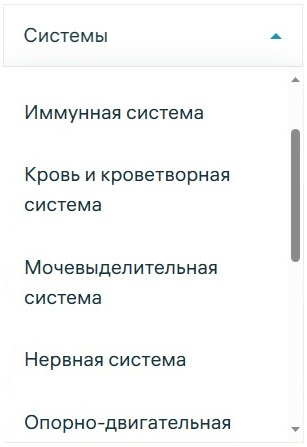 Системы
Иммунная система
Кровь и кроветворная
система
Мочевыделительная
система
Нервная система
Опорно-двигательная